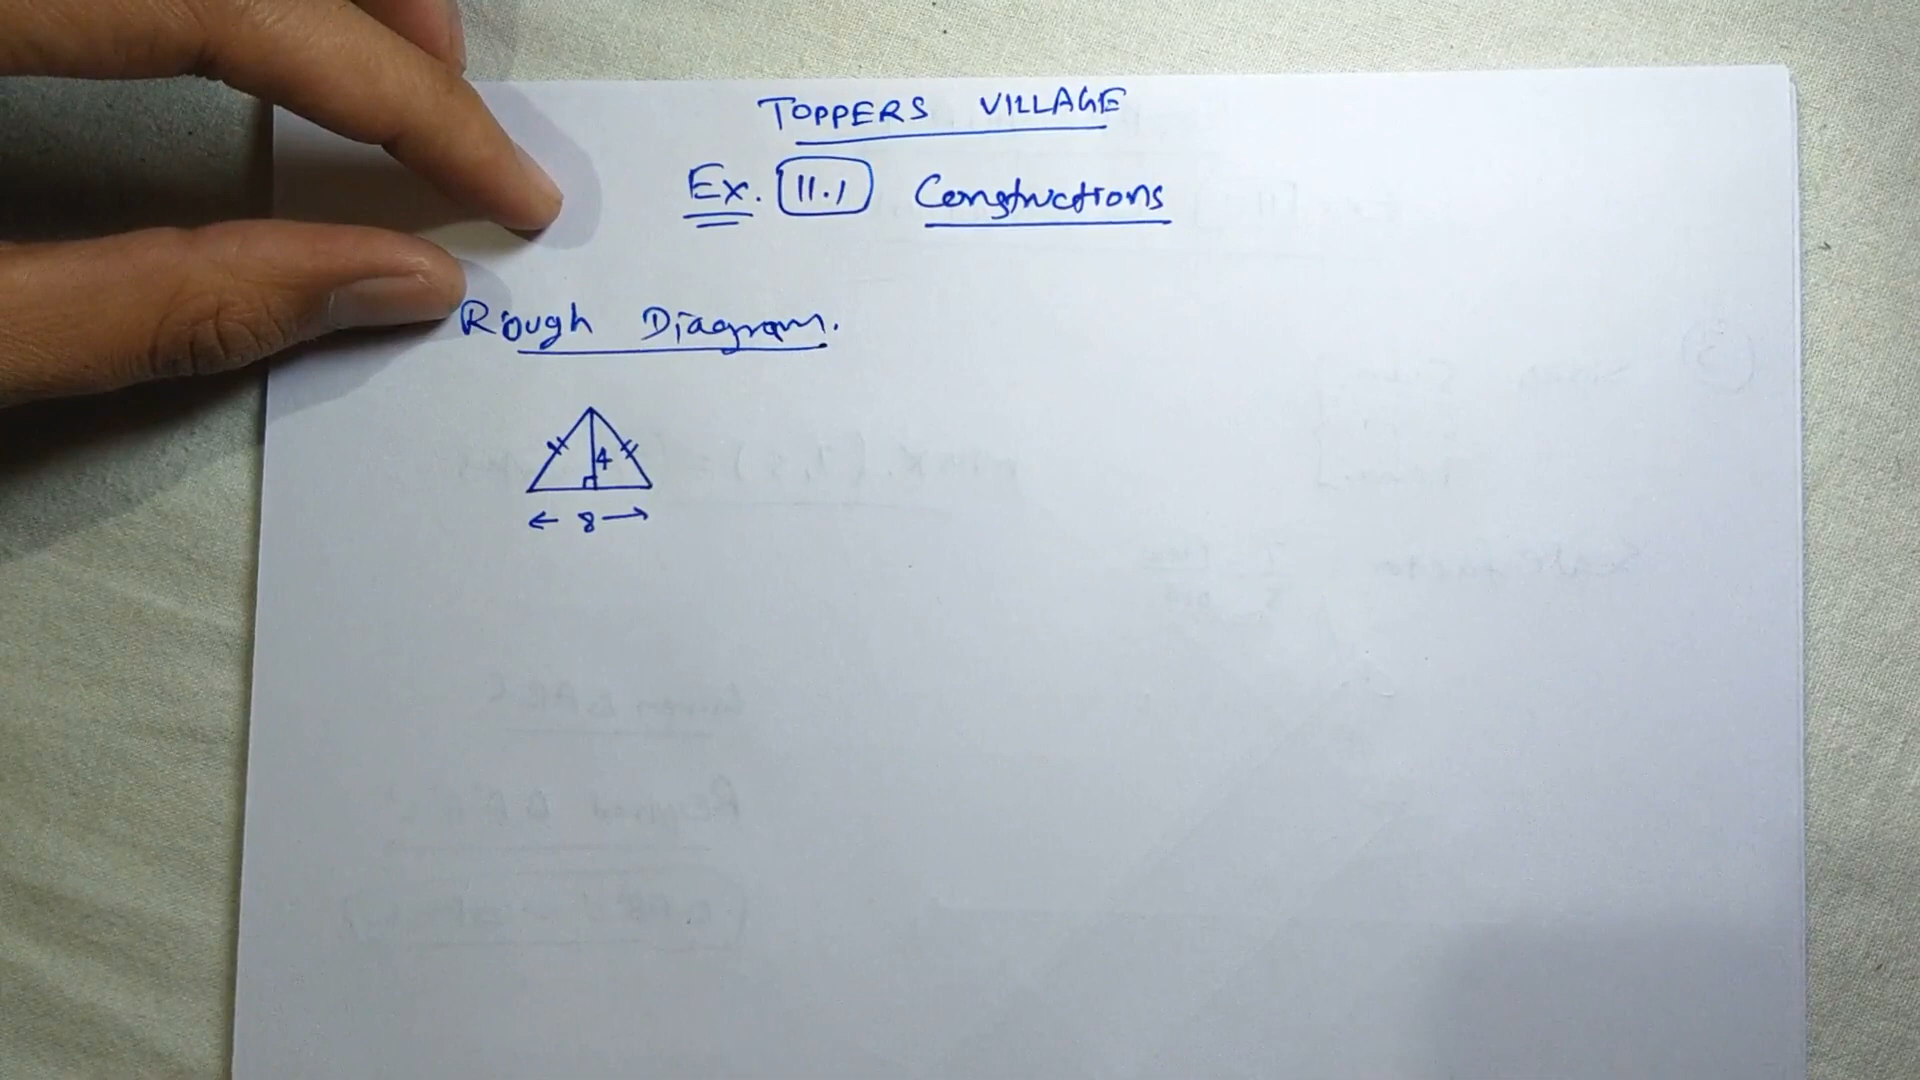 TOPPERS VILLAGE
Ex. 11.1 Constructions
Rough Diagram.
4
8